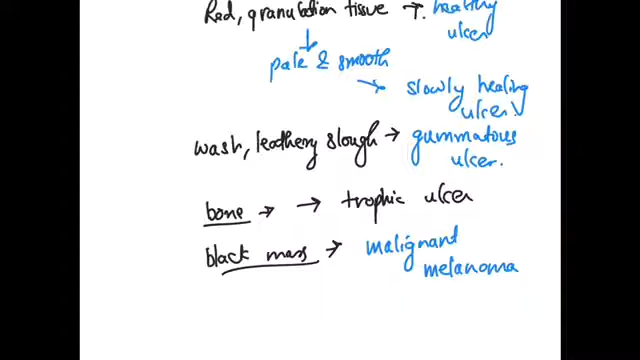 Red, granulation tissue → healthy
ulcer
↓
pale & smooth
→ slowly healing
ulcer
wash, leathery slough → gummatous
ulcer.
bone → → trophic ulcer
black mass → malignant
melanoma